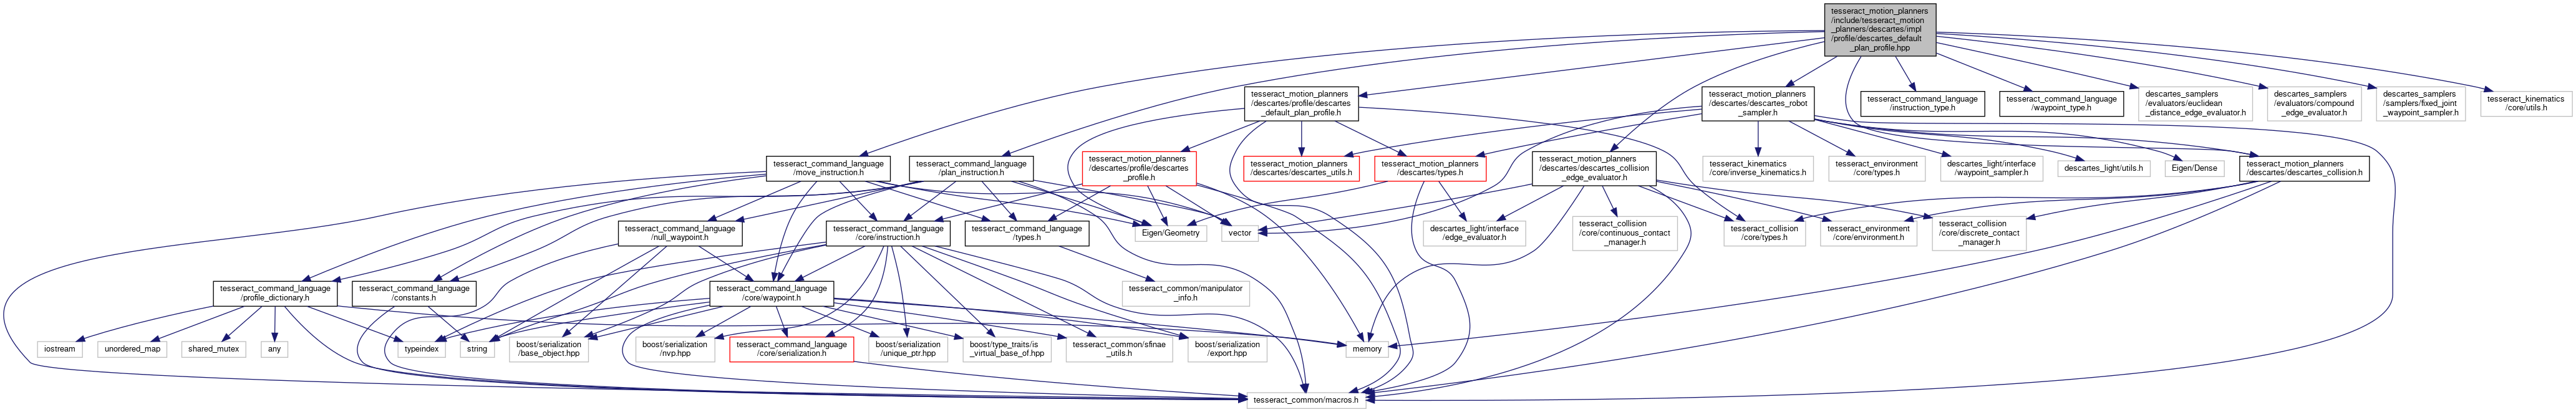 tesseract_motion_planners
/include/tesseract_motion
_planners/descartes/impl
/profile/descartes_default
_plan_profile.hpp
tesseract_motion_planners
/descartes/profile/descartes
_default_plan_profile.h
tesseract_motion_planners
/descartes/descartes_robot
_sampler.h
tesseract_command_language
/instruction_type.h
tesseract_command_language
/waypoint_type.h
descartes_samplers
/evaluators/euclidean
_distance_edge_evaluator.h
descartes_samplers
/evaluators/compound
_edge_evaluator.h
descartes_samplers
/samplers/fixed_joint
_waypoint_sampler.h
tesseract_kinematics
/core/utils.h
tesseract_command_language
/move_instruction.h
tesseract_command_language
/plan_instruction.h
tesseract_motion_planners
/descartes/profile/descartes
_profile.h
tesseract_motion_planners
/descartes/descartes_utils.h
tesseract_motion_planners
/descartes/types.h
tesseract_motion_planners
/descartes/descartes_collision
_edge_evaluator.h
tesseract_kinematics
/core/inverse_kinematics.h
tesseract_environment
/core/types.h
descartes_light/interface
/waypoint_sampler.h
descartes_light/utils.h
Eigen/Dense
tesseract_motion_planners
/descartes/descartes_collision.h
tesseract_command_language
/null_waypoint.h
tesseract_command_language
/core/instruction.h
tesseract_command_language
/types.h
Eigen/Geometry
vector
descartes_light/interface
/edge_evaluator.h
tesseract_collision
/core/continuous_contact
_manager.h
tesseract_collision
/core/types.h
tesseract_environment
/core/environment.h
tesseract_collision
/core/discrete_contact
_manager.h
tesseract_command_language
/profile_dictionary.h
tesseract_command_language
/constants.h
tesseract_command_language
/core/waypoint.h
tesseract_common/manipulator
_info.h
iostream
unordered_map
shared_mutex
any
typeindex
string
boost/serialization
/base_object.hpp
boost/serialization
/nvp.hpp
tesseract_command_language
/core/serialization.h
boost/serialization
/unique_ptr.hpp
boost/type_traits/is
_virtual_base_of.hpp
tesseract_common/sfinae
_utils.h
boost/serialization
/export.hpp
memory
tesseract_common/macros.h